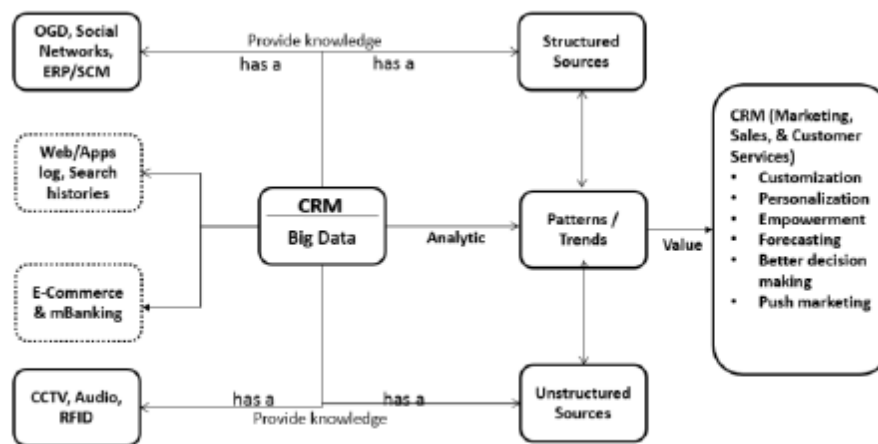 OGD, Social
Networks,
ERP/SCM
Provide knowledge
has a
has a
Structured
Sources
Web/Apps
log, Search
histories
CRM
Big Data
Analytic
Patterns /
Trends
Value
CRM (Marketing,
Sales, & Customer
Services)
• Customization
• Personalization
• Empowerment
• Forecasting
• Better decision
making
• Push marketing
E-Commerce
& mBanking
CCTV, Audio,
RFID
has a
has a
Provide knowledge
Unstructured
Sources